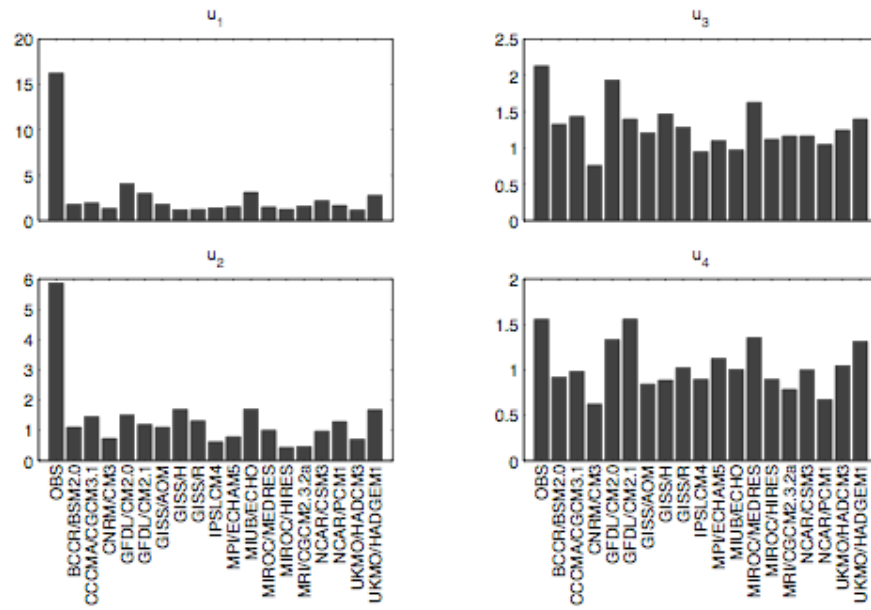 u1
20
15
10
5
0
u3
2.5
2
1.5
1
0.5
0
u2
6
5
4
3
2
1
0
OBS
BCCR/BSM2.0
CCCMA/CGCM3.1
CNRM/CM3
GFDL/CM2.0
GFDL/CM2.1
GISS/AOM
GISS/H
GISS/R
IPSLCM4
MPI/ECHAM5
MIUB/ECHO
MIROC/MEDRES
MIROC/HIRES
MRI/CGCM2.3.2a
NCAR/CSM3
NCAR/PCM1
UKMO/HADCM3
UKMO/HADGEM1
u4
2
1.5
1
0.5
0
OBS
BCCR/BSM2.0
CCCMA/CGCM3.1
CNRM/CM3
GFDL/CM2.0
GFDL/CM2.1
GISS/AOM
GISS/H
GISS/R
IPSLCM4
MPI/ECHAM5
MIUB/ECHO
MIROC/MEDRES
MIROC/HIRES
MRI/CGCM2.3.2a
NCAR/CSM3
NCAR/PCM1
UKMO/HADCM3
UKMO/HADGEM1